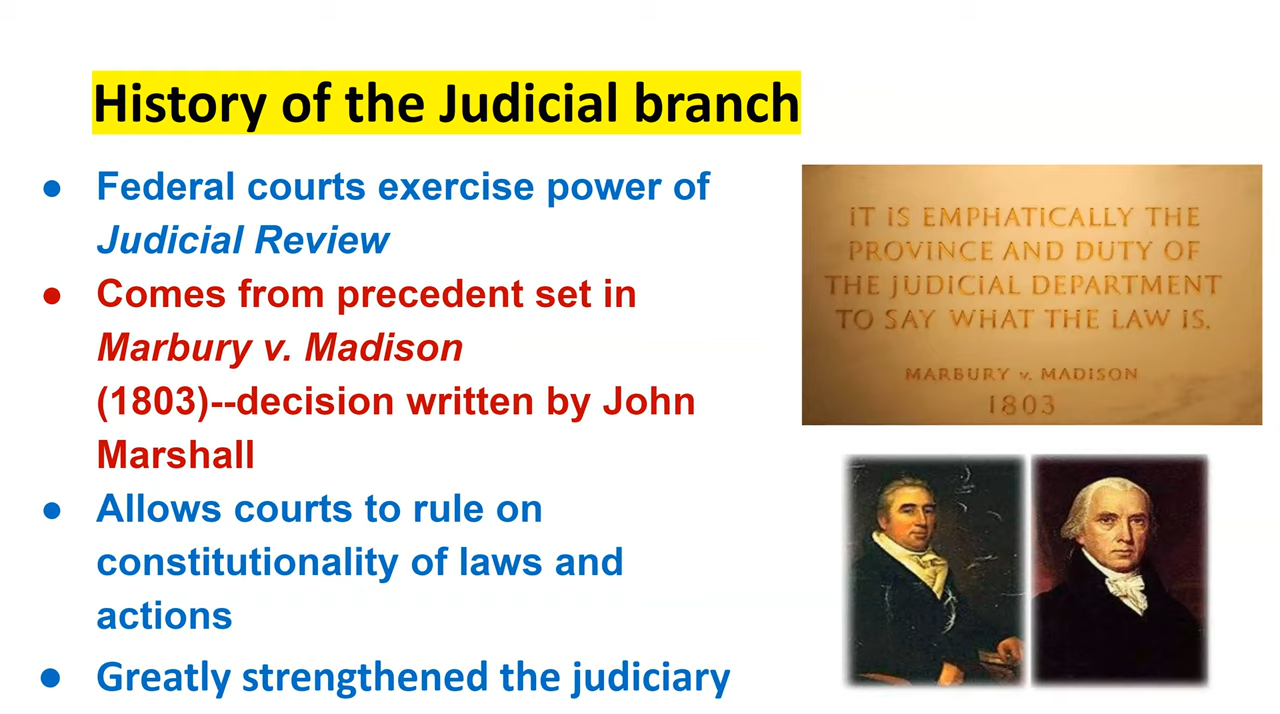 History of the Judicial branch
● Federal courts exercise power of
Judicial Review
● Comes from precedent set in
Marbury v. Madison
(1803)--decision written by John
Marshall
● Allows courts to rule on
constitutionality of laws and
actions
● Greatly strengthened the judiciary
IT IS EMPHATICALLY THE
PROVINCE AND DUTY OF
THE JUDICIAL DEPARTMENT
TO SAY WHAT THE LAW IS.
MARBURY v. MADISON
1803